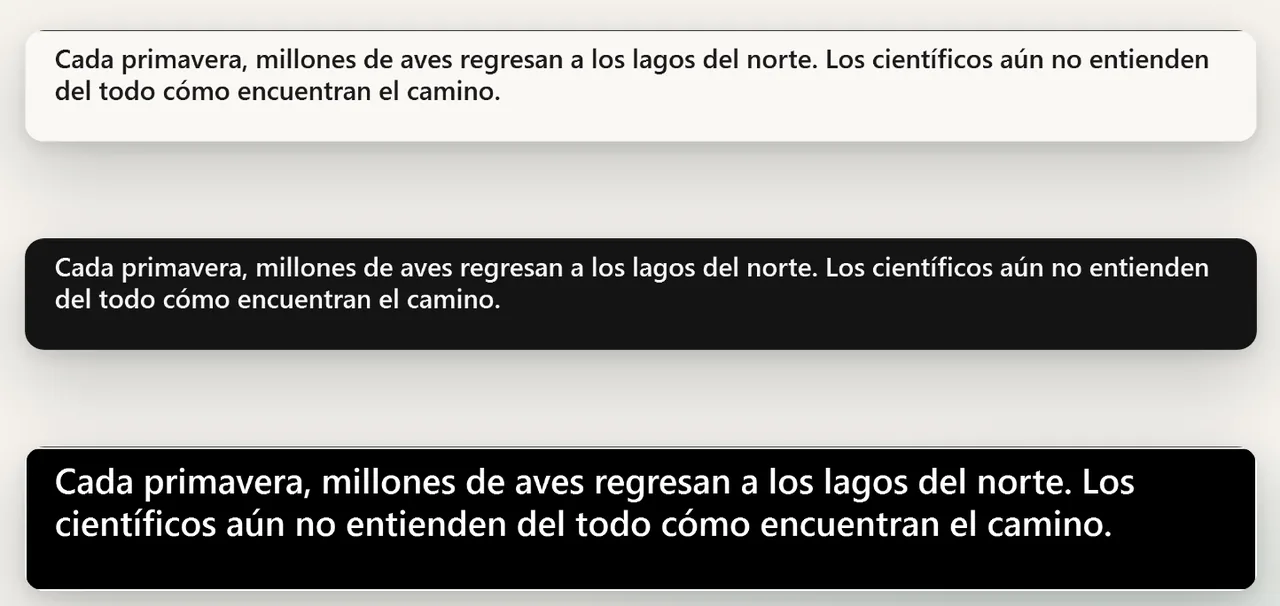 Cada primavera, millones de aves regresan a los lagos del norte. Los científicos aún no entienden
del todo cómo encuentran el camino.
Cada primavera, millones de aves regresan a los lagos del norte. Los científicos aún no entienden
del todo cómo encuentran el camino.
Cada primavera, millones de aves regresan a los lagos del norte. Los
científicos aún no entienden del todo cómo encuentran el camino.